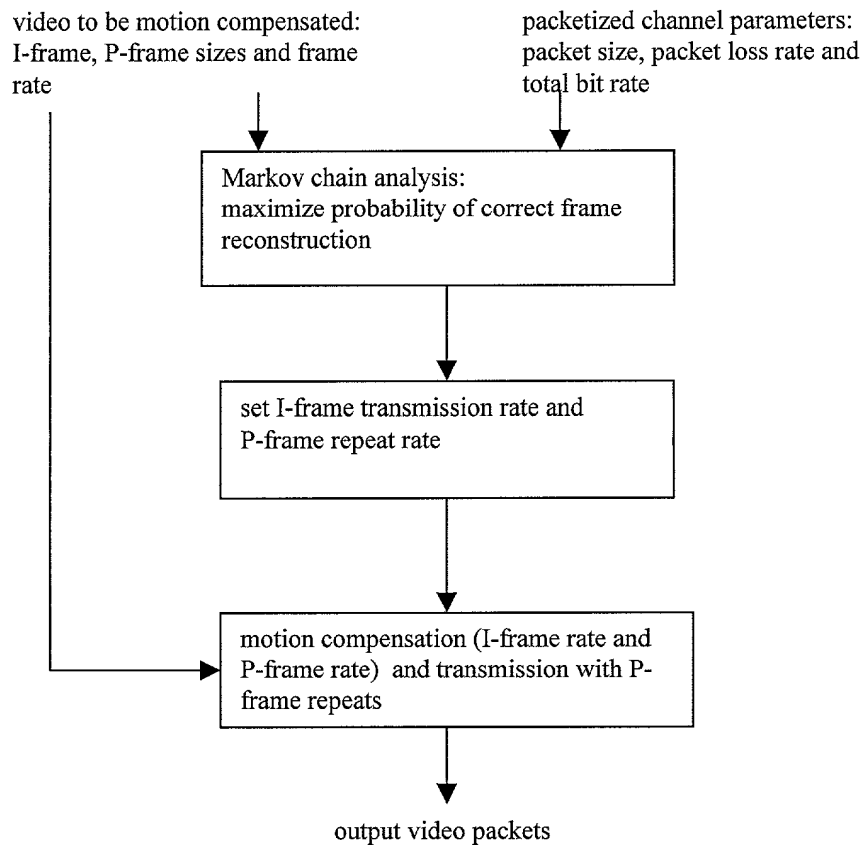 video to be motion compensated:
I-frame, P-frame sizes and frame
rate
packetized channel parameters:
packet size, packet loss rate and
total bit rate
Markov chain analysis:
maximize probability of correct frame
reconstruction
set I-frame transmission rate and
P-frame repeat rate
motion compensation (I-frame rate and
P-frame rate) and transmission with P-
frame repeats
output video packets